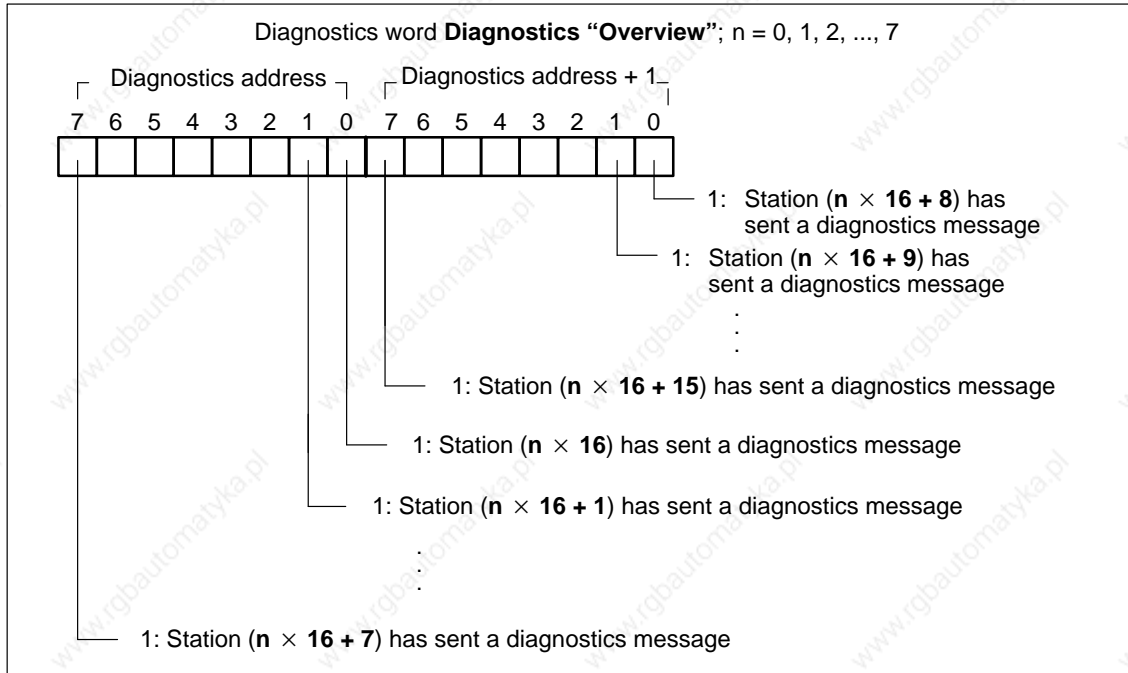 Diagnostics word Diagnostics “Overview”; n = 0, 1, 2, ..., 7
Diagnostics address
Diagnostics address + 1
7 6 5 4 3 2 1 0 7 6 5 4 3 2 1 0
1: Station (n × 16 + 8) has
sent a diagnostics message
1: Station (n × 16 + 9) has
sent a diagnostics message
.
.
.
1: Station (n × 16 + 15) has sent a diagnostics message
1: Station (n × 16) has sent a diagnostics message
1: Station (n × 16 + 1) has sent a diagnostics message
.
.
.
1: Station (n × 16 + 7) has sent a diagnostics message
www.rgbautomatyka.pl